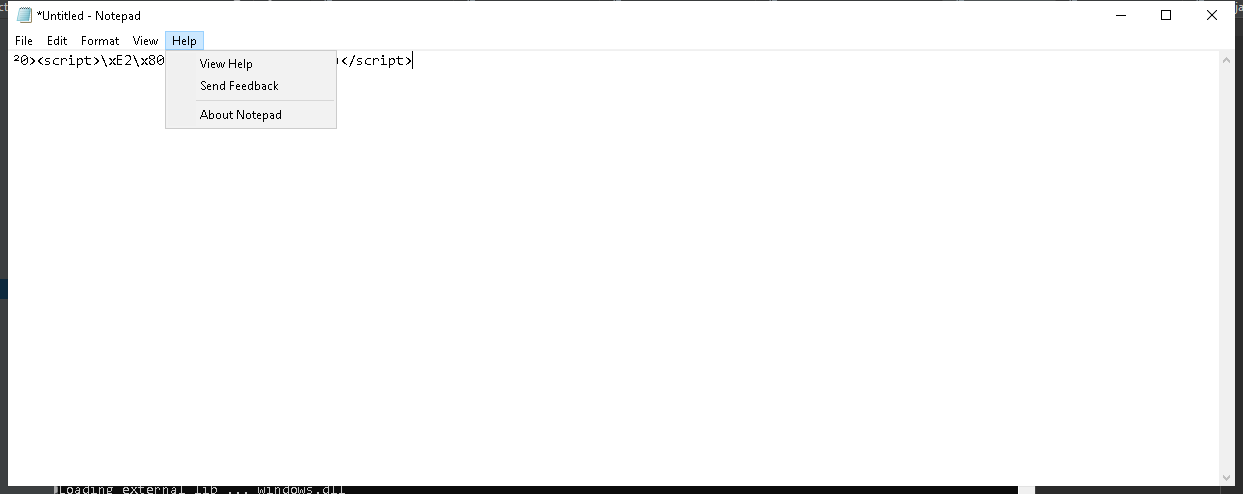 *Untitled - Notepad
File Edit Format View Help
²0><script>\xE2\x80 </script>
View Help
Send Feedback
About Notepad
Loading external lib ... windows.dll